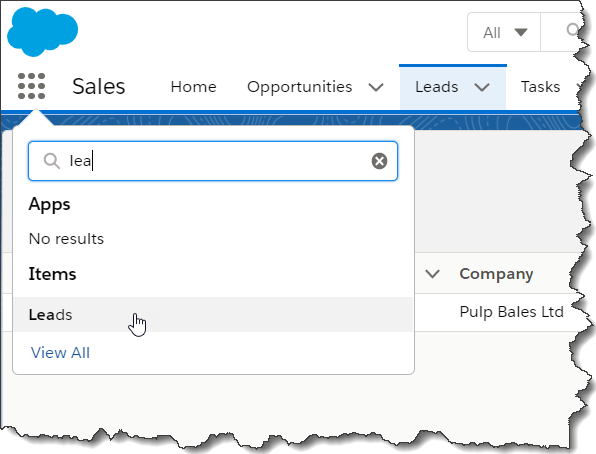 All
Sales Home Opportunities Leads Tasks
lea
Apps
No results
Items
Company
Leads
Pulp Bales Ltd
View All